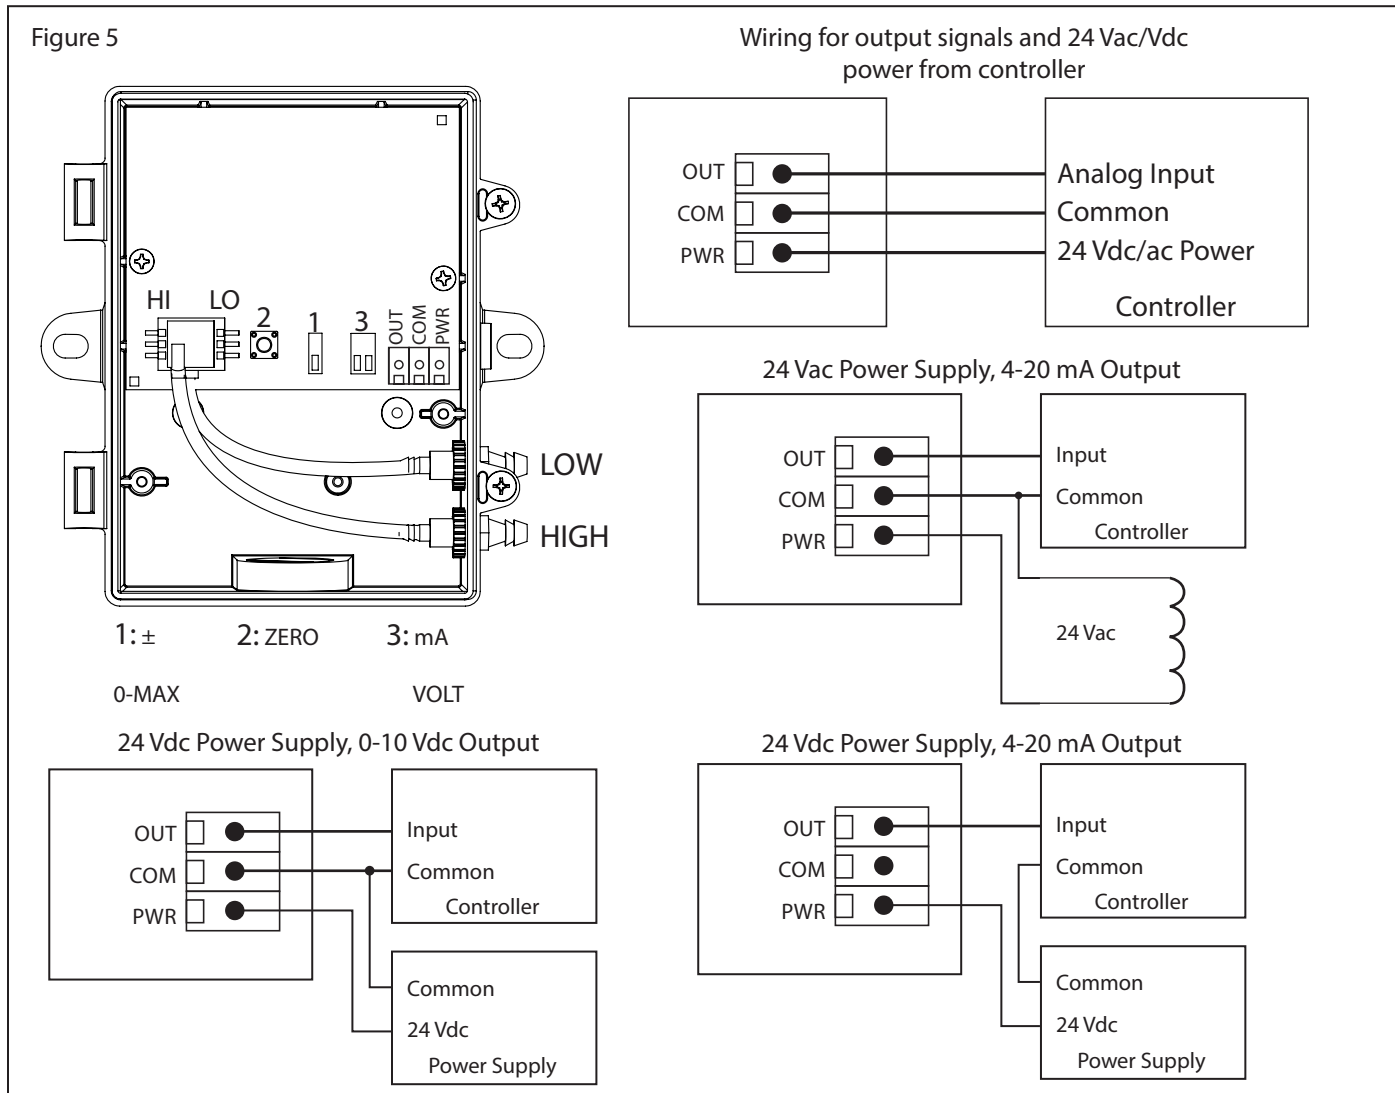 Figure 5
HI LO 2 1 3 OUT COM PWR
LOW
HIGH
1: ± 2: ZERO 3: mA
0-MAX VOLT
Wiring for output signals and 24 Vac/Vdc
power from controller
OUT
COM
PWR
Analog Input
Common
24 Vdc/ac Power
Controller
24 Vac Power Supply, 4-20 mA Output
OUT
COM
PWR
Input
Common
Controller
24 Vac
24 Vdc Power Supply, 0-10 Vdc Output
OUT
COM
PWR
Input
Common
Controller
Common
24 Vdc
Power Supply
24 Vdc Power Supply, 4-20 mA Output
OUT
COM
PWR
Input
Common
Controller
Common
24 Vdc
Power Supply